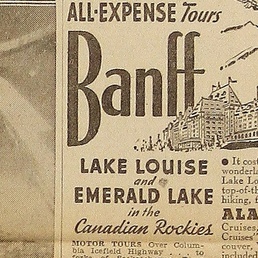 ALL-EXPENSE Tours
Banff
LAKE LOUISE
and
EMERALD LAKE
in the
Canadian Rockies
MOTOR TOURS Over Colum-
bia Icefield Highway . . . to
• It cost
wonderla
Lake Lo
top-of-th
hiking, f
ALA
Cruises,
Cruises
couver,
included